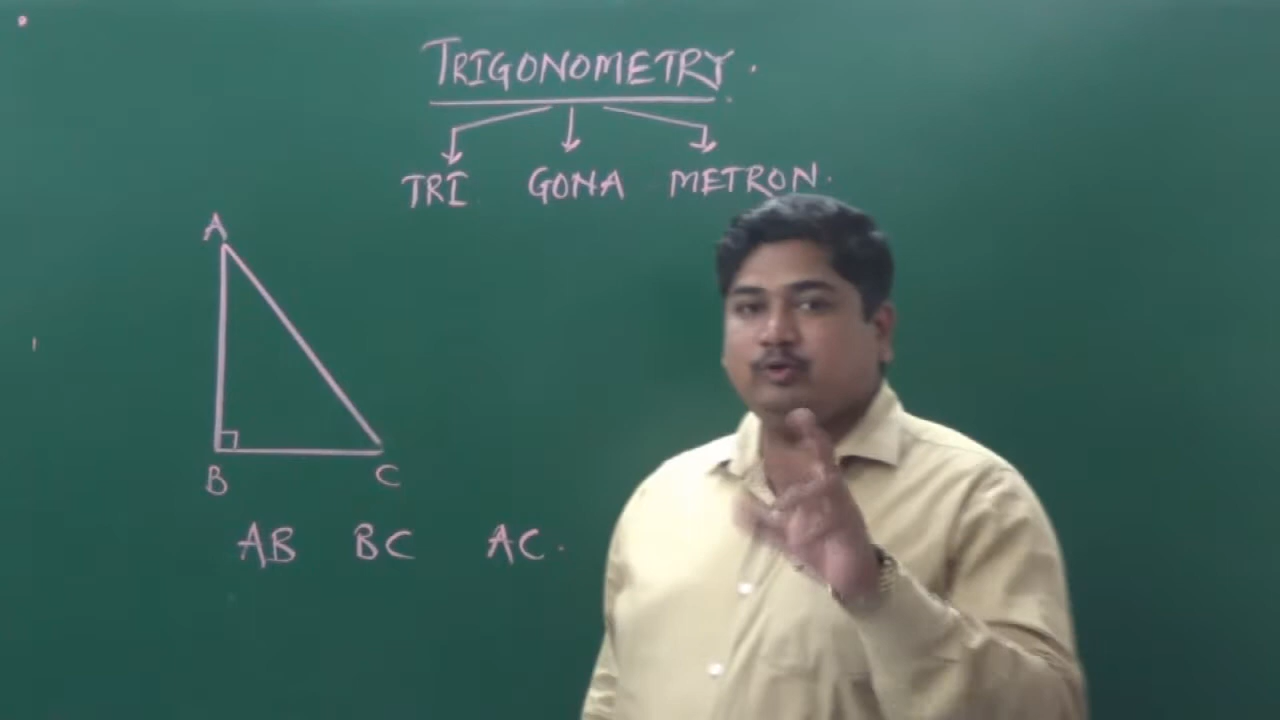 TRIGONOMETRY.
TRI GONA METRON.
A
B C
AB BC AC.